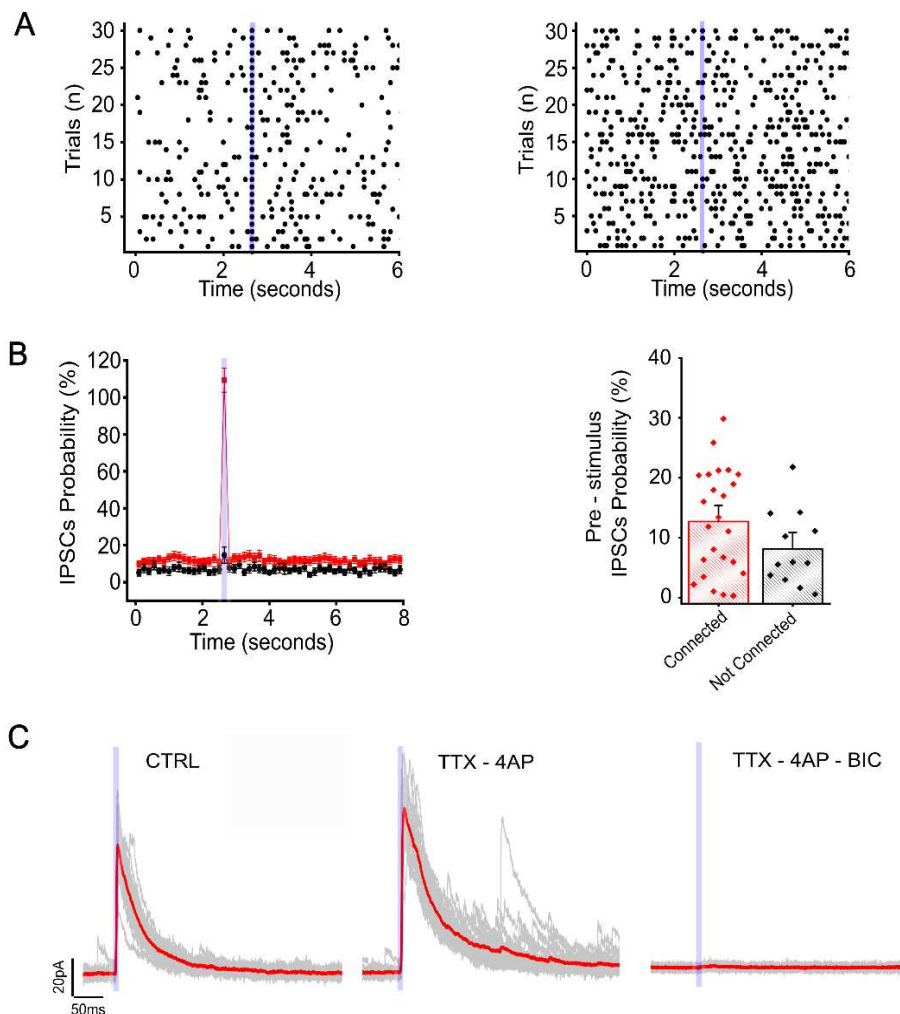 A
Trials (n)
30
25
20
15
10
5
0
2
4
6
Time (seconds)
Trials (n)
30
25
20
15
10
5
0
2
4
6
Time (seconds)
B
IPSCs Probability (%)
120
100
80
60
40
20
0
0
2
4
6
8
Time (seconds)
Pre - stimulus
IPSCs Probability (%)
40
30
20
10
0
Connected
Not Connected
C
CTRL
TTX - 4AP
TTX - 4AP - BIC
20pA
50ms